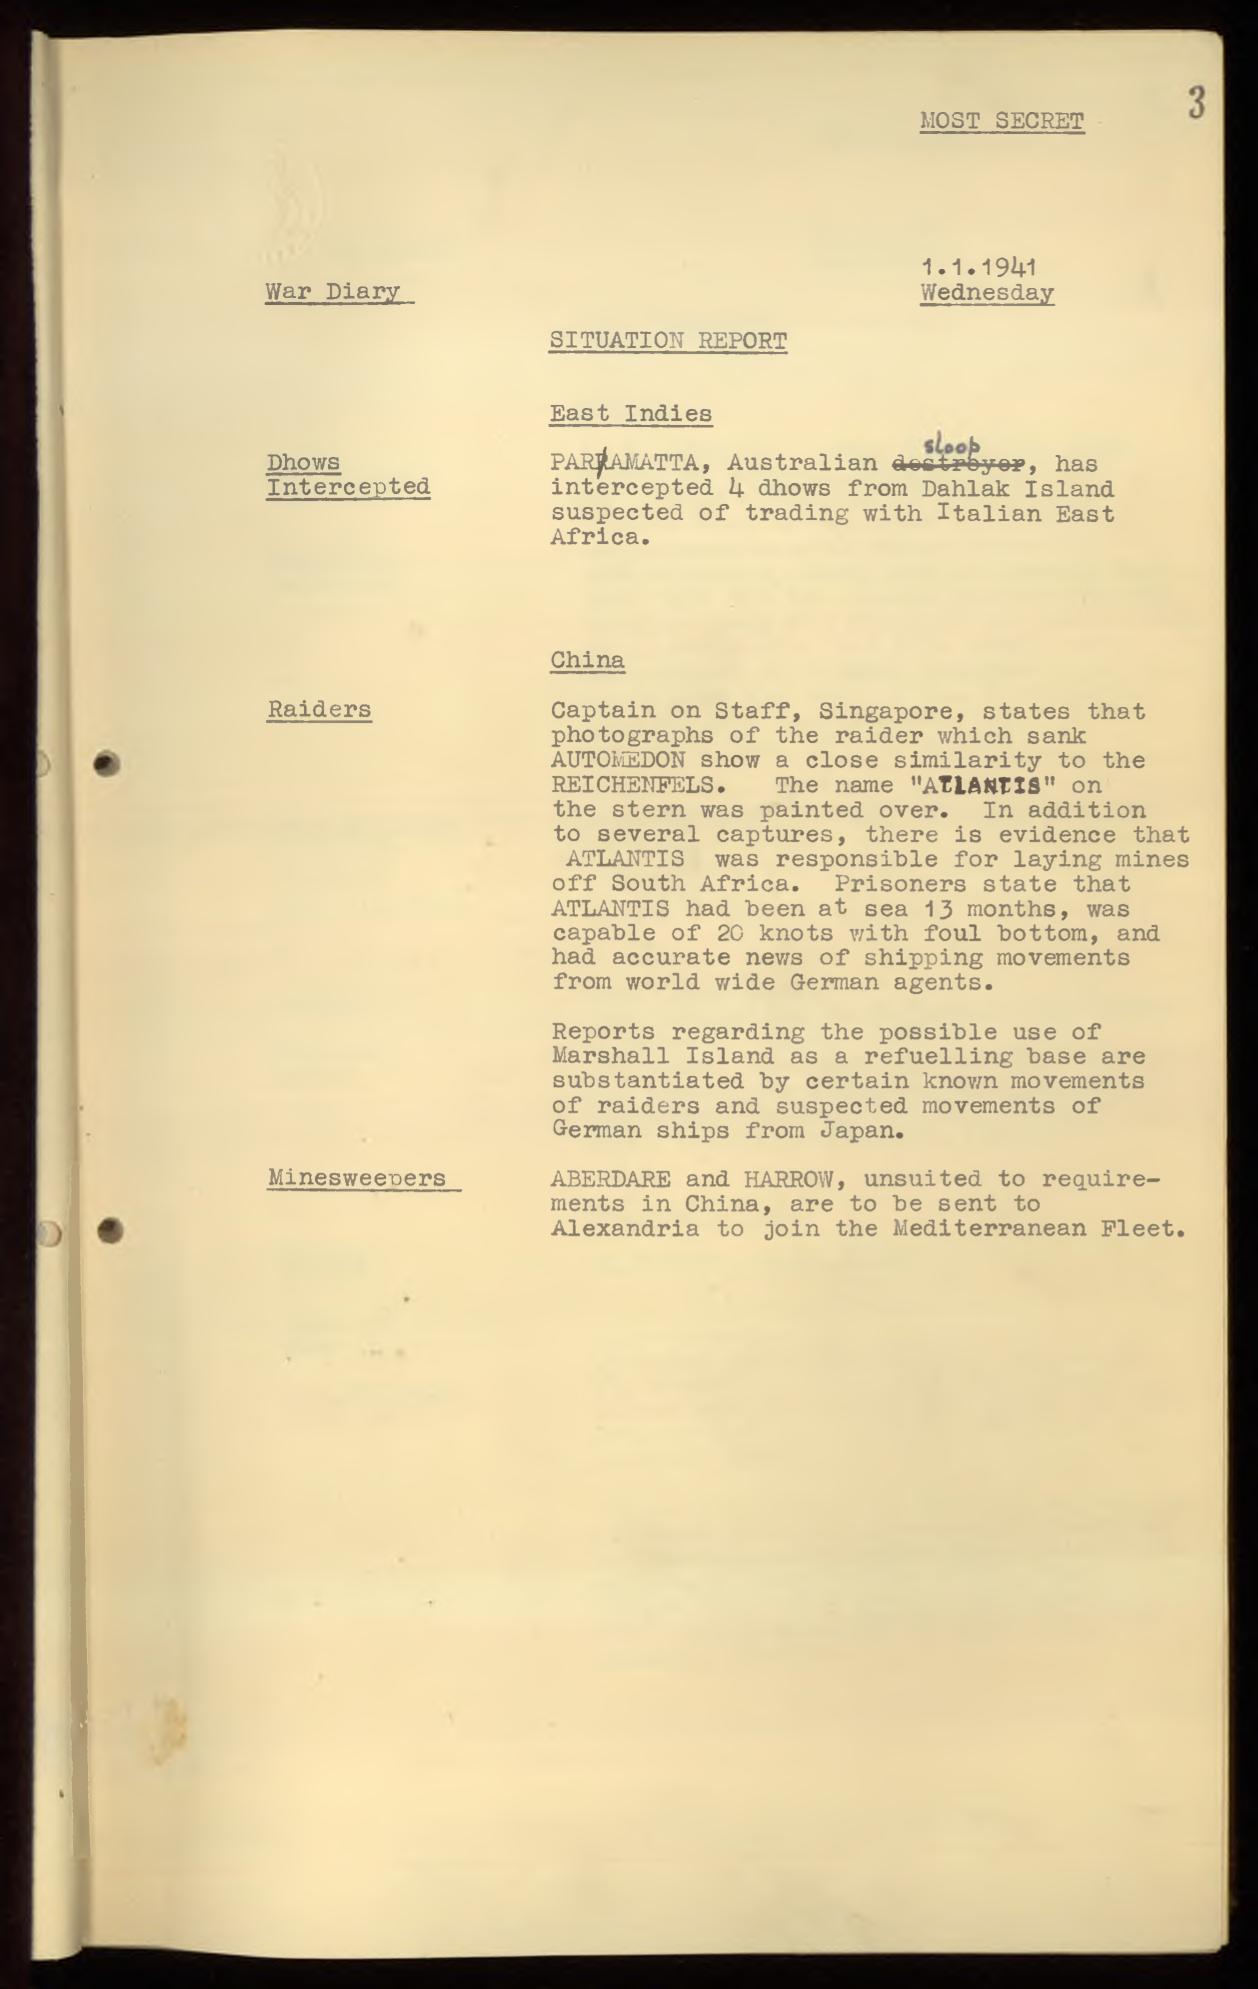 3
MOST SECRET
1.1.1941
War Diary
Wednesday
SITUATION REPORT
East Indies
sloop
Dhows
Intercepted
PARRAMATTA, Australian destroyer, has
intercepted 4 dhows from Dahlak Island
suspected of trading with Italian East
Africa.
China
Raiders
Captain on Staff, Singapore, states that
photographs of the raider which sank
AUTOMEDON show a close similarity to the
REICHENFELS. The name "ATLANTIS" on
the stern was painted over. In addition
to several captures, there is evidence that
ATLANTIS was responsible for laying mines
off South Africa. Prisoners state that
ATLANTIS had been at sea 13 months, was
capable of 20 knots with foul bottom, and
had accurate news of shipping movements
from world wide German agents.
Reports regarding the possible use of
Marshall Island as a refuelling base are
substantiated by certain known movements
of raiders and suspected movements of
German ships from Japan.
Minesweepers
ABERDARE and HARROW, unsuited to require-
ments in China, are to be sent to
Alexandria to join the Mediterranean Fleet.